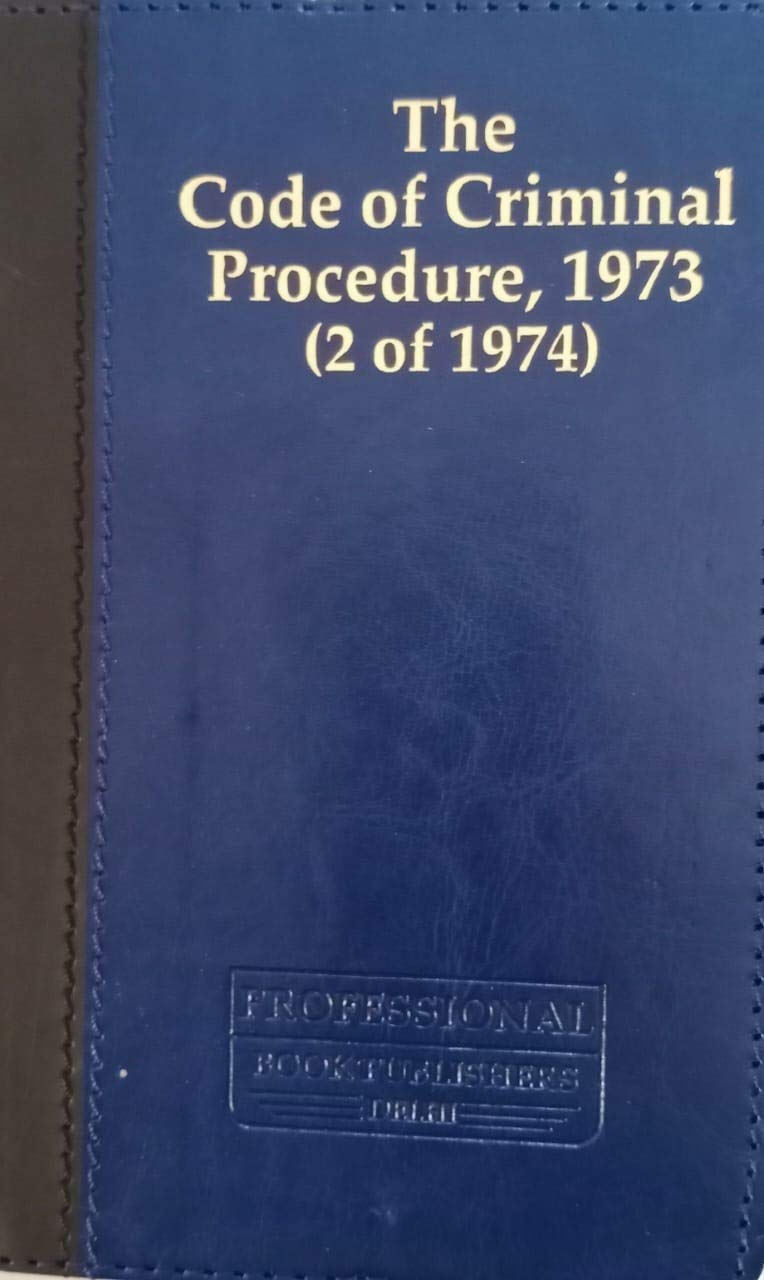 The
Code of Criminal
Procedure, 1973
(2 of 1974)
PROFESSIONAL
BOOK PUBLISHERS
DELHI